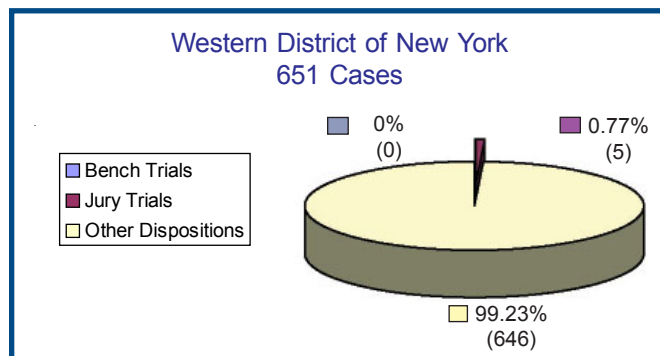 Western District of New York
651 Cases
0%
(0)
0.77%
(5)
Bench Trials
Jury Trials
Other Dispositions
99.23%
(646)